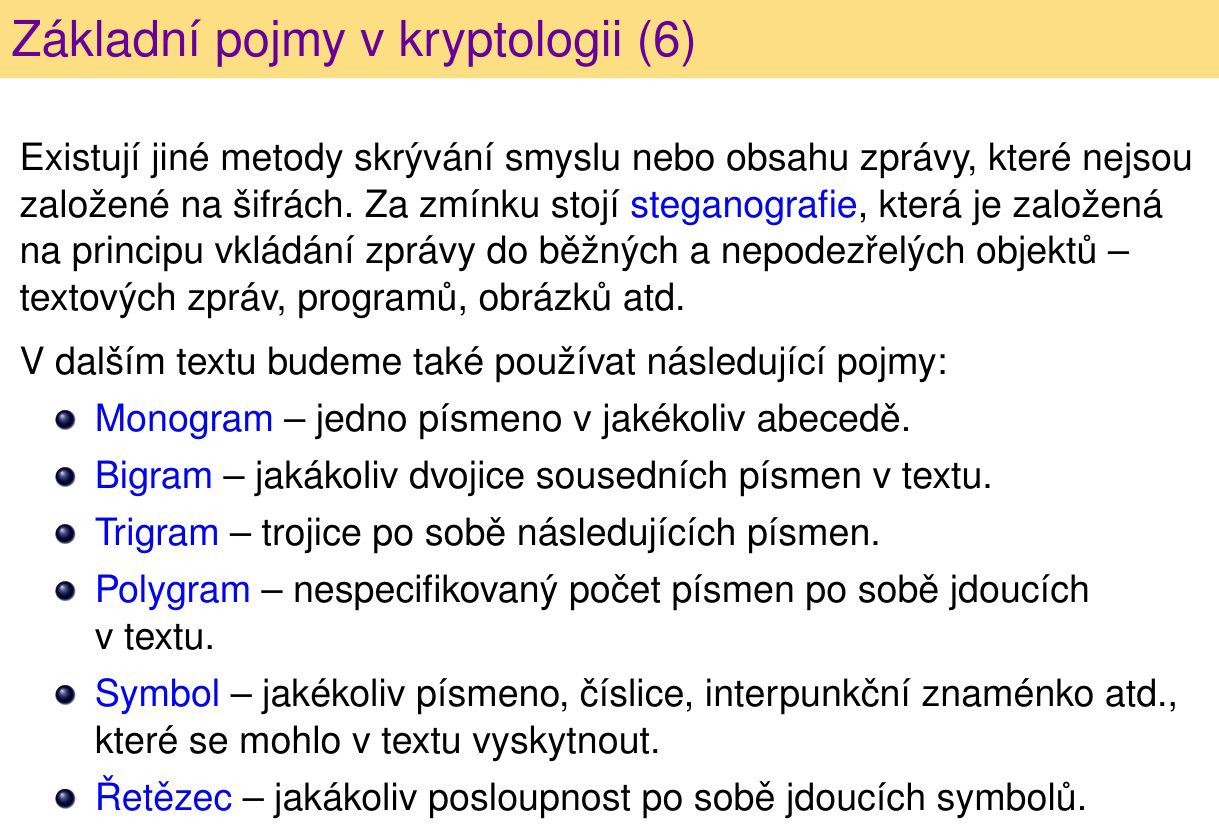 Základní pojmy v kryptologii (6)
Existují jiné metody skrývání smyslu nebo obsahu zprávy, které nejsou
založené na šifrách. Za zmínku stojí steganografie, která je založená
na principu vkládání zprávy do běžných a nepodezřelých objektů –
textových zpráv, programů, obrázků atd.
V dalším textu budeme také používat následující pojmy:
Monogram – jedno písmeno v jakékoliv abecedě.
Bigram – jakákoliv dvojice sousedních písmen v textu.
Trigram – trojice po sobě následujících písmen.
Polygram – nespecifikovaný počet písmen po sobě jdoucích
v textu.
Symbol – jakékoliv písmeno, číslice, interpunkční znaménko atd.,
které se mohlo v textu vyskytnout.
Řetězec – jakákoliv posloupnost po sobě jdoucích symbolů.